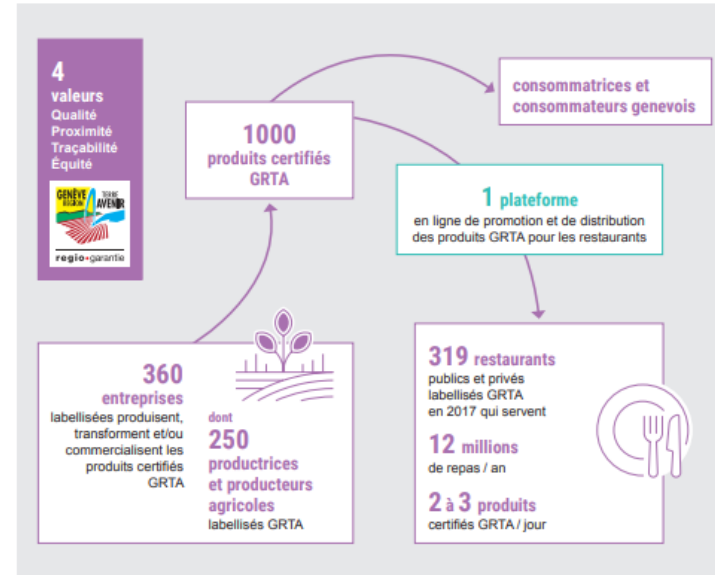 4
valeurs
Qualité
Proximité
Traçabilité
Équité
GENÈVE
RÉGION
TERRE
AVENIR
regio•garantie
1000
produits certifiés
GRTA
consommatrices et
consommateurs genevois
1 plateforme
en ligne de promotion et de distribution
des produits GRTA pour les restaurants
360
entreprises
labellisées produisent,
transforment et/ou
commercialisent les
produits certifiés
GRTA
dont
250
productrices
et producteurs
agricoles
labellisés GRTA
319 restaurants
publics et privés
labellisés GRTA
en 2017 qui servent
12 millions
de repas / an
2 à 3 produits
certifiés GRTA / jour